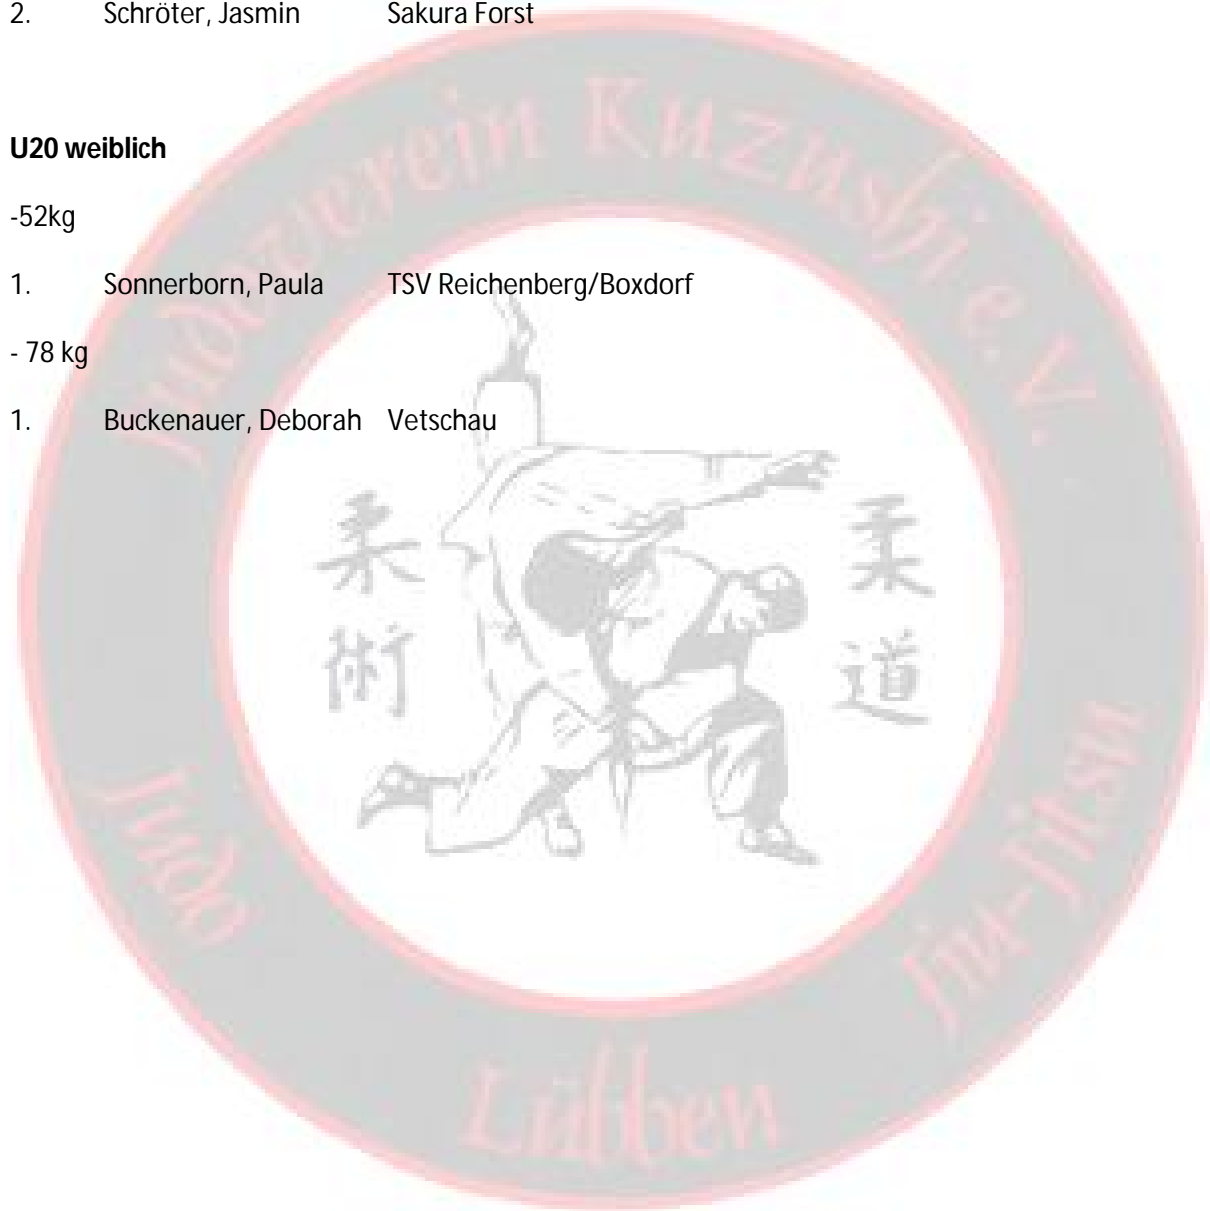 2. Schröter, Jasmin Sakura Forst
U20 weiblich
-52kg
1. Sonnerborn, Paula TSV Reichenberg/Boxdorf
- 78 kg
1. Buckenauer, Deborah Vetschau
Judoverein Kuzushi e.V.
柔術
柔道
Judo
Jiu-Jitsu
Lübben